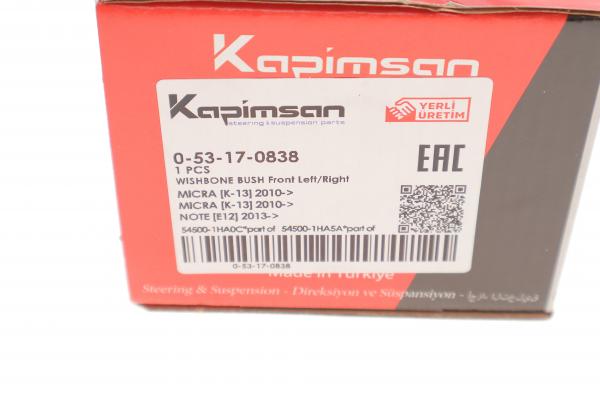 Kapimsan
Kapimsan
steering & suspension parts
YERLİ
ÜRETİM
0-53-17-0838
1 PCS
WISHBONE BUSH Front Left/Right
EAC
MICRA [K-13] 2010->
MICRA [K-13] 2010->
NOTE [E12] 2013->
54500-1HA0C*part of 54500-1HA5A*part of
0-53-17-0838
Made in Türkiye
Steering & Suspension - Direksiyon ve Süspansiyon -